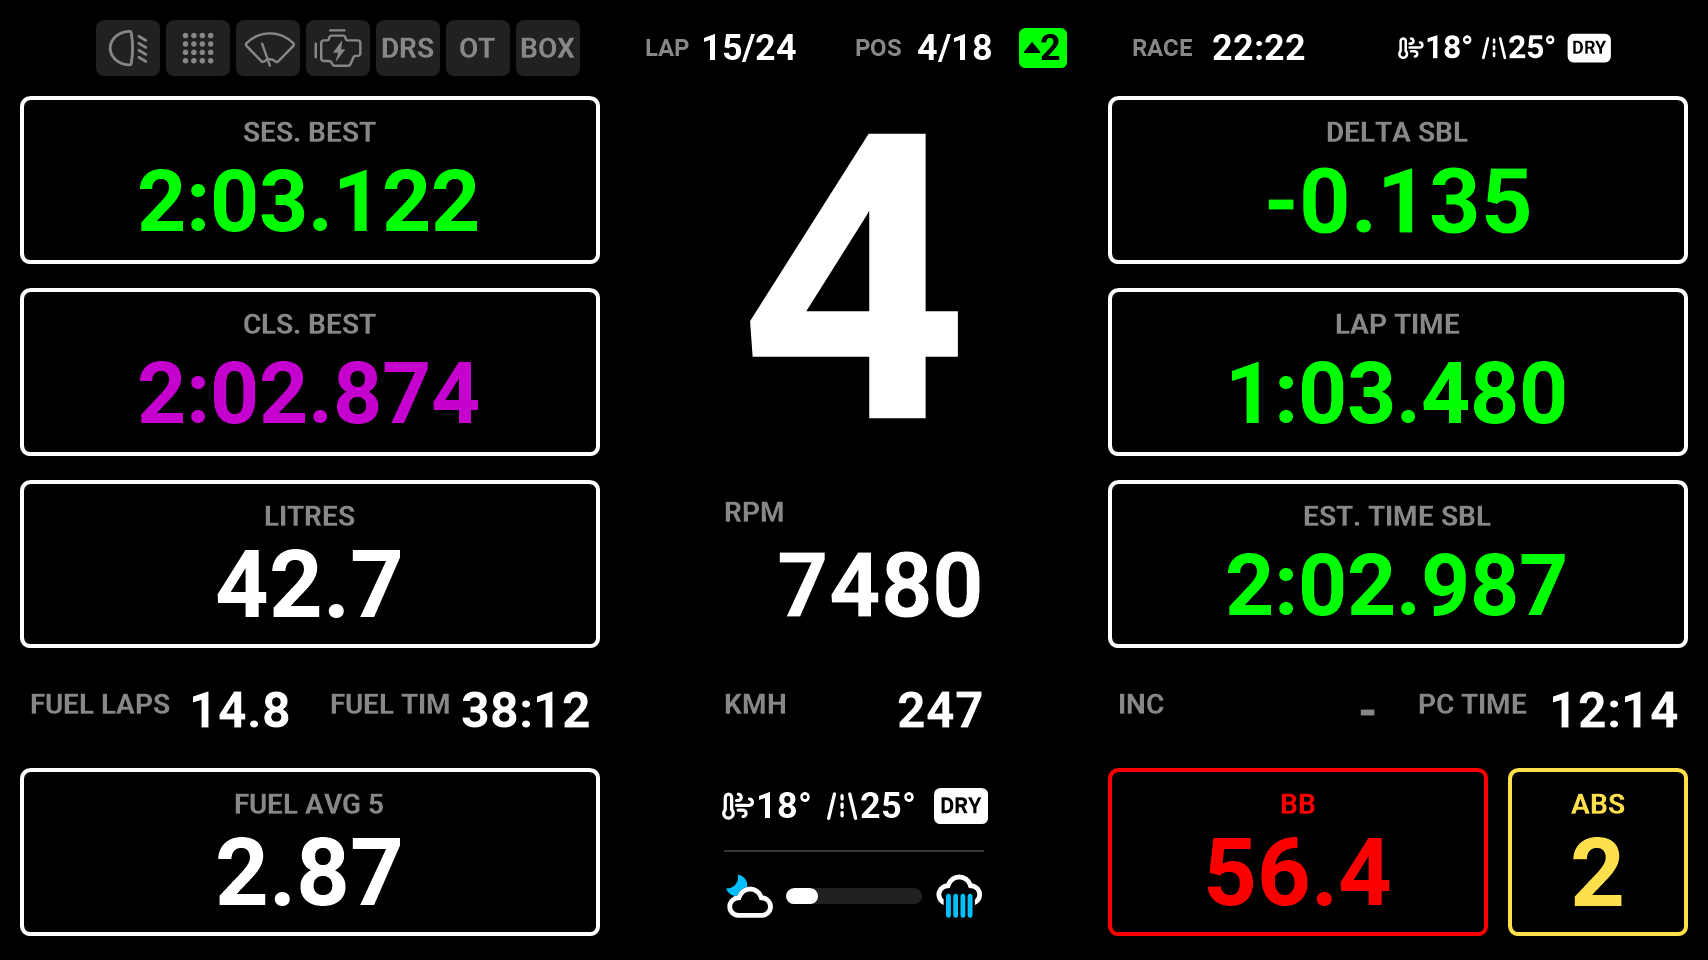 DRS OT BOX LAP 15/24 POS 4/18 2 RACE 22:22 18° 25° DRY
SES. BEST
2:03.122
CLS. BEST
2:02.874
LITRES
42.7
FUEL LAPS 14.8 FUEL TIM 38:12
FUEL AVG 5
2.87
4
RPM
7480
KMH 247
18° 25° DRY
DELTA SBL
-0.135
LAP TIME
1:03.480
EST. TIME SBL
2:02.987
INC - PC TIME 12:14
BB
56.4
ABS
2